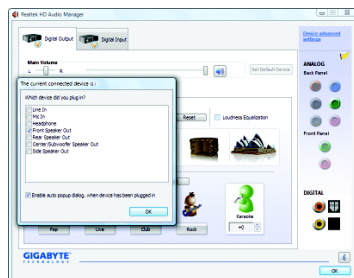 Realtek HD Audio Manager
Digital Output
Digital Input
Device advanced settings
Main Volume
L
R
Set Default Device
ANALOG
Back Panel
The current connected device is :
Which device did you plug in?
Line In
Mic In
Headphone
Front Speaker Out
Rear Speaker Out
Center/Subwoofer Speaker Out
Side Speaker Out
Reset
Loudness Equalization
Front Panel
Enable auto popup dialog, when device has been plugged in
OK
DIGITAL
Karaoke
Pop
Live
Club
Rock
+0
GIGABYTE
TECHNOLOGY
OK